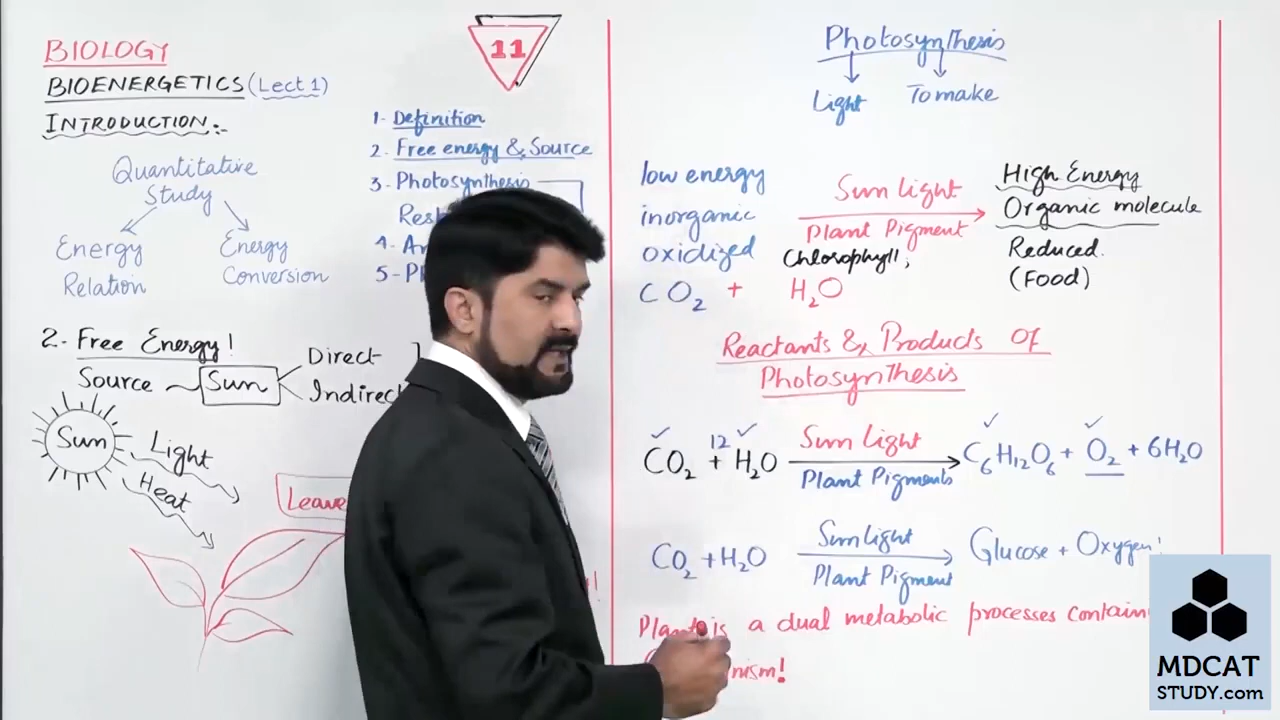 BIOLOGY
BIOENERGETICS (Lect 1)
INTRODUCTION:-
Quantitative
Study
Energy
Relation
Energy
Conversion
11
1- Definition
2. Free energy & Source
3- Photosynthesis
4.
5-
2- Free Energy!
Source
Sun
Direct
Indirect
Sun
Light
Heat
Photosynthesis
Light
To make
low energy
inorganic
oxidized
CO2 + H2O
Sun light
Plant Pigment
Chlorophyll,
High Energy
Organic molecule
Reduced.
(Food)
Reactants & Products Of
Photosynthesis
CO2 + 12 H2O
Sun Light
Plant Pigments
C6H12O6 + O2 + 6H2O
CO2 + H2O
Sunlight
Plant Pigment
Glucose + Oxygen!
is a dual metabolic processes
MDCAT
STUDY.com